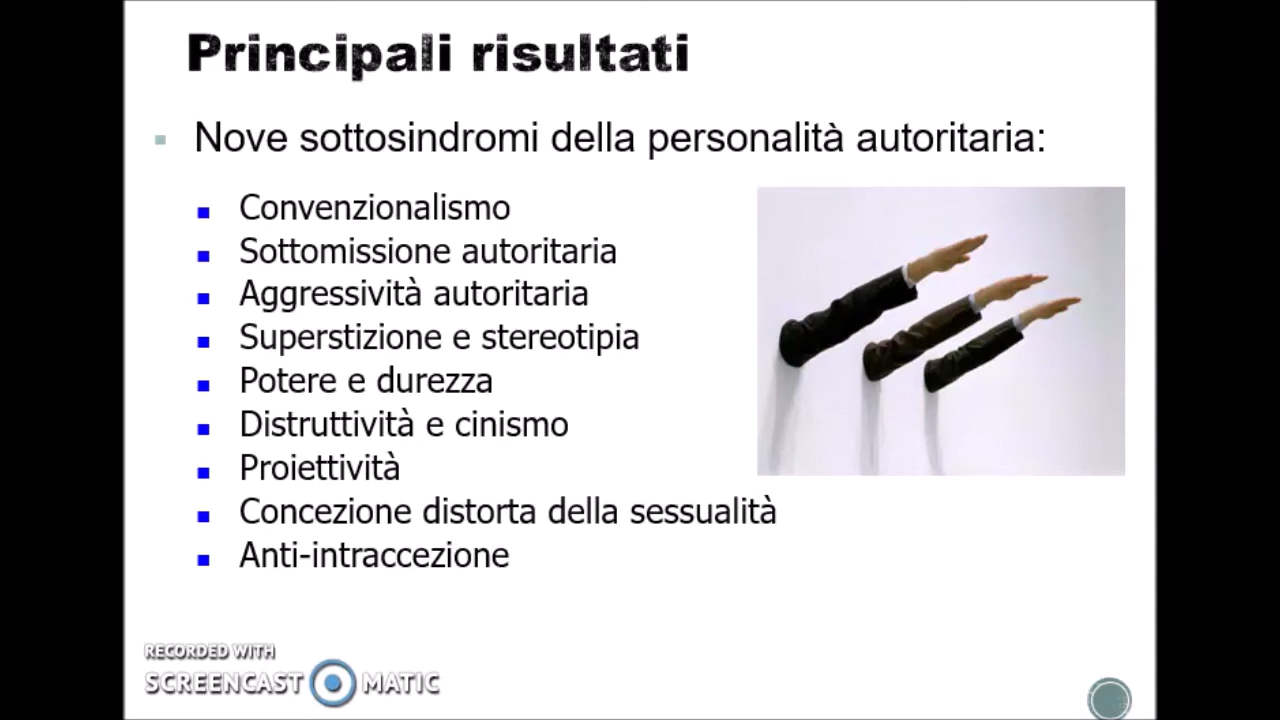 Principali risultati
Nove sottosindromi della personalità autoritaria:
Convenzionalismo
Sottomissione autoritaria
Aggressività autoritaria
Superstizione e stereotipia
Potere e durezza
Distruttività e cinismo
Proiettività
Concezione distorta della sessualità
Anti-intraccezione
RECORDED WITH
SCREENCAST MATIC